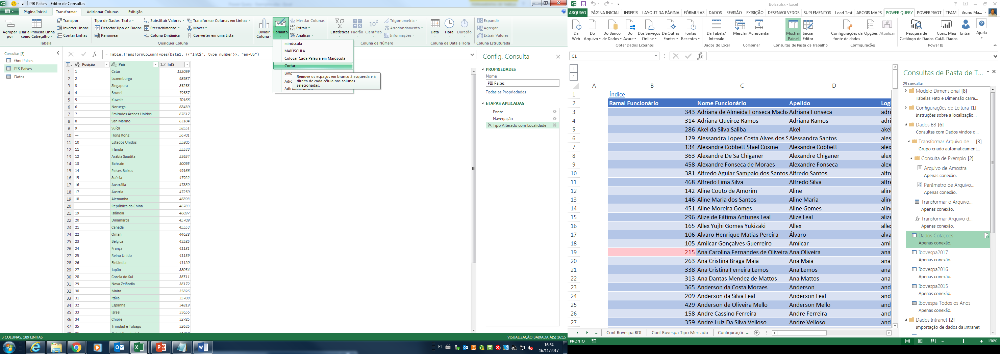 PIB Países - Editor de Consultas
Página Inicial
Transformar
Adicionar Colunas
Exibição
Agrupar por
Usar a Primeira Linha como Cabeçalho
Transpor
Inverter Linhas
Contar Linhas
Tabela
Tipo de Dados: Texto
Detectar Tipo de Dados
Renomear
Substituir Valores
Preenchimento
Coluna Dinâmica
Transformar Colunas em Linhas
Mover
Converter em uma Lista
Qualquer Coluna
Dividir Coluna
Formato
Mesclar Colunas
Extrair
Analisar
Estatísticas
Padrão
Científico
Trigonometria
Arredondamento
Informações
Coluna de Número
Data
Hora
Duração
Coluna de Data e Hora
Expandir
Agregar
Extrair Valores
Coluna Estruturada
minúscula
MAIÚSCULA
Colocar Cada Palavra em Maiúscula
Cortar
Remove os espaços em branco à esquerda e à
direita de cada célula nas colunas
selecionadas.
Consultas [3]
Gini Países
PIB Países
Datas
= Table.TransformColumnTypes(Data1, {{"Int$", type number}}, "en-US")
Posição País 1.2 Int$
1 1 Catar 132099
2 2 Luxemburgo 98987
3 3 Singapura 85253
4 4 Brunei 79587
5 5 Kuwait 70166
6 6 Noruega 68430
7 7 Emirados Árabes Unidos 67617
8 8 San Marino 63104
9 9 Suíça 58551
10 — Hong Kong 56701
11 10 Estados Unidos 55805
12 11 Irlanda 55533
13 12 Arábia Saudita 53624
14 13 Bahrain 50095
15 14 Países Baixos 49166
16 15 Suécia 47922
17 16 Austrália 47389
18 17 Áustria 47250
19 18 Alemanha 46893
20 — República da China 46783
21 19 Islândia 46097
22 20 Dinamarca 45709
23 21 Canadá 45553
24 22 Oman 44628
25 23 Bélgica 43585
26 24 França 41181
27 25 Reino Unido 41159
28 26 Finlândia 41120
29 27 Japão 38054
30 28 Coreia do Sul 36511
31 29 Nova Zelândia 36172
32 30 Malta 35826
33 31 Itália 35708
34 32 Espanha 34819
35 33 Israel 33656
36 34 Chipre 32785
37 35 Trinidad e Tobago 32635
Config. Consulta
PROPRIEDADES
Nome
PIB Países
Todas as Propriedades
ETAPAS APLICADAS
Fonte
Navegação
Tipo Alterado com Localidade
3 COLUNAS, 189 LINHAS
VISUALIZAÇÃO BAIXADA À(S) 16:15
PT
16:54
16/11/2017
Bolsa.xlsx - Excel
ARQUIVO
PÁGINA INICIAL
INSERIR
LAYOUT DA PÁGINA
FÓRMULAS
DADOS
REVISÃO
EXIBIÇÃO
DESENVOLVEDOR
SUPLEMENTOS
Load Test
ARCGIS MAPS
POWER QUERY
POWERPIVOT
TEAM
Bruno Ma...
Da Web
Do Arquivo
Do Banco de Dados
Do Azure
Dos Serviços Online
De Outras Fontes
Fontes Recentes
Obter Dados Externos
Da Tabela/ Intervalo
Dados do Excel
Mesclar
Acrescentar
Combinar
Mostrar Painel
Iniciar Editor
Consultas de Pasta de Trabalho
Configurações da fonte de dados
Opções
Atualizar
Configurações
Pesquisa de Catálogo de Dados
Cons. Meu Catál. Dados
Entrar
Power BI
Ajuda
C1
1
2
A B C D
1 Índice
2 Ramal Funcionário Nome Funcionário Apelido Logi
3 343 Adriana de Almeida Fonseca Macha Adriana Fonseca adri
4 314 Adriana Queiroz Ramos Adriana Ramos adri
5 286 Akel da Silva Saliba Akel akel
6 129 Alessandra Lopes Costa Alves dos S Alessandra Santos ales
7 134 Alexandre Cobbett Stael Cosme Alexandre Cobbett alex
8 363 Alexandre De Sa Chiganer Alexandre Chiganer alex
9 458 Alexandre Fonseca de Moraes Alexandre Fonseca alex
10 381 Alfredo Aguiar Sampaio dos Santos Alfredo Santos alfre
11 468 Alfredo Lima Silva Alfredo Silva alfre
12 142 Aline Couto de Amorim Aline aline
13 146 Aline Maria dos Santos Aline Maria aline
14 451 Aline Moreira Gomes Aline Gomes aline
15 296 Alize de Fátima Antunes Leal Alize Leal alize
16 165 Allex Yujhi Gomes Yukizaki Allex allex
17 106 Alvaro Henrique Matias Pereira Álvaro alva
18 105 Amilcar Gonçalves Guerreiro Amílcar amil
19 215 Ana Carolina Fernandes de Oliveira Ana Oliveira ana.
20 263 Ana Cristina Braga Maia Ana Maia ana.
21 338 Ana Cristina Ferreira Lemos Ana Lemos ana.
22 313 Ana Dantas Mendez de Mattos Ana Mattos ana.
23 365 Anderson da Costa Moraes Anderson and
24 209 Anderson da Silva Leal Anderson Leal and
25 429 Anderson de Oliveira Mello Anderson Mello and
26 158 Andre Cassino Ferreira Andre Ferreira and
27 359 Andre Luiz Da Silva Velloso Andre Velloso and
... Conf Bovespa BDI
Conf Bovespa Tipo Mercado
Configuraçõe ...
PRONTO
130%
Consultas de Pasta de T...
29 consultas
Modelo Dimensional [8]
Tabelas Fato e Dimensão carre...
Configurações de Leitura [1]
Instruções sobre a localização...
Dados B3 [6]
Consultas com Dados vindos d...
Transformar Arquivo de... [3]
Grupo criado automaticament...
Consulta de Exemplo [2]
Arquivo de Amostra
Apenas conexão.
Parâmetro de Arquivo...
Apenas conexão.
Transformar o Arquivo...
Apenas conexão.
Transformar Arquivo d...
Apenas conexão.
Dados Cotações
Apenas conexão.
Ibovespa2017
Apenas conexão.
Ibovespa2016
Apenas conexão.
Ibovespa2015
Apenas conexão.
Ibovespa Todos os Anos
Apenas conexão.
Dados Intranet [2]
Importação de dados da Intranet